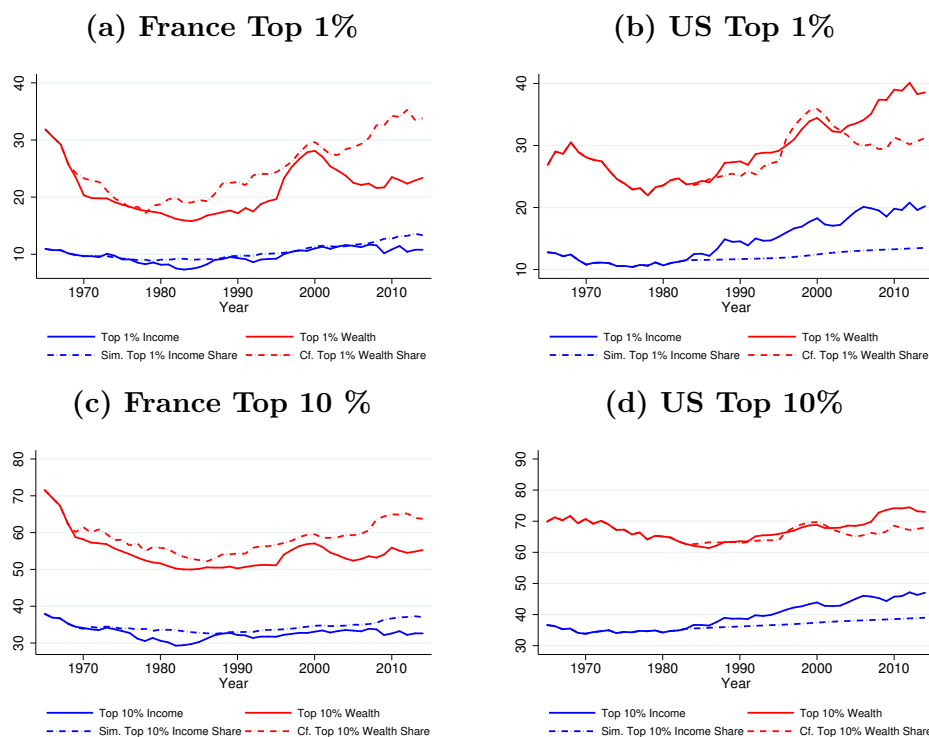 (a) France Top 1%
40
30
20
10
1970 1980 1990 2000 2010
Year
Top 1% Income Top 1% Wealth
Sim. Top 1% Income Share Cf. Top 1% Wealth Share
(b) US Top 1%
40
30
20
10
1970 1980 1990 2000 2010
Year
Top 1% Income Top 1% Wealth
Sim. Top 1% Income Share Cf. Top 1% Wealth Share
(c) France Top 10 %
80
70
60
50
40
30
1970 1980 1990 2000 2010
Year
Top 10% Income Top 10% Wealth
Sim. Top 10% Income Share Cf. Top 10% Wealth Share
(d) US Top 10%
90
80
70
60
50
40
30
1970 1980 1990 2000 2010
Year
Top 10% Income Top 10% Wealth
Sim. Top 10% Income Share Cf. Top 10% Wealth Share